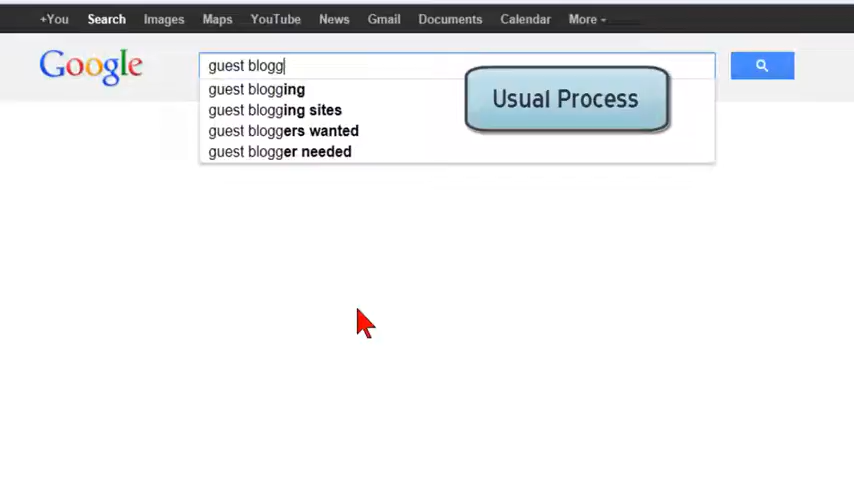 +You Search Images Maps YouTube News Gmail Documents Calendar More
Google guest blogg
guest blogging
guest blogging sites
guest bloggers wanted
guest blogger needed
Usual Process